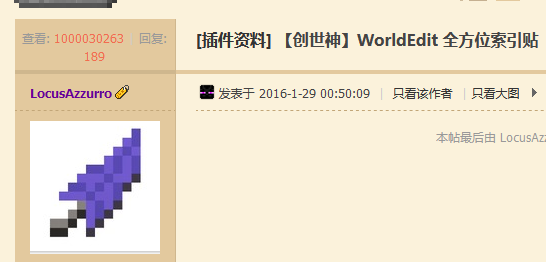 查看: 1000030263 回复:
189
[插件资料] 【创世神】WorldEdit 全方位索引贴
LocusAzzurro
发表于 2016-1-29 00:50:09 | 只看该作者 | 只看大图
本帖最后由 LocusAz